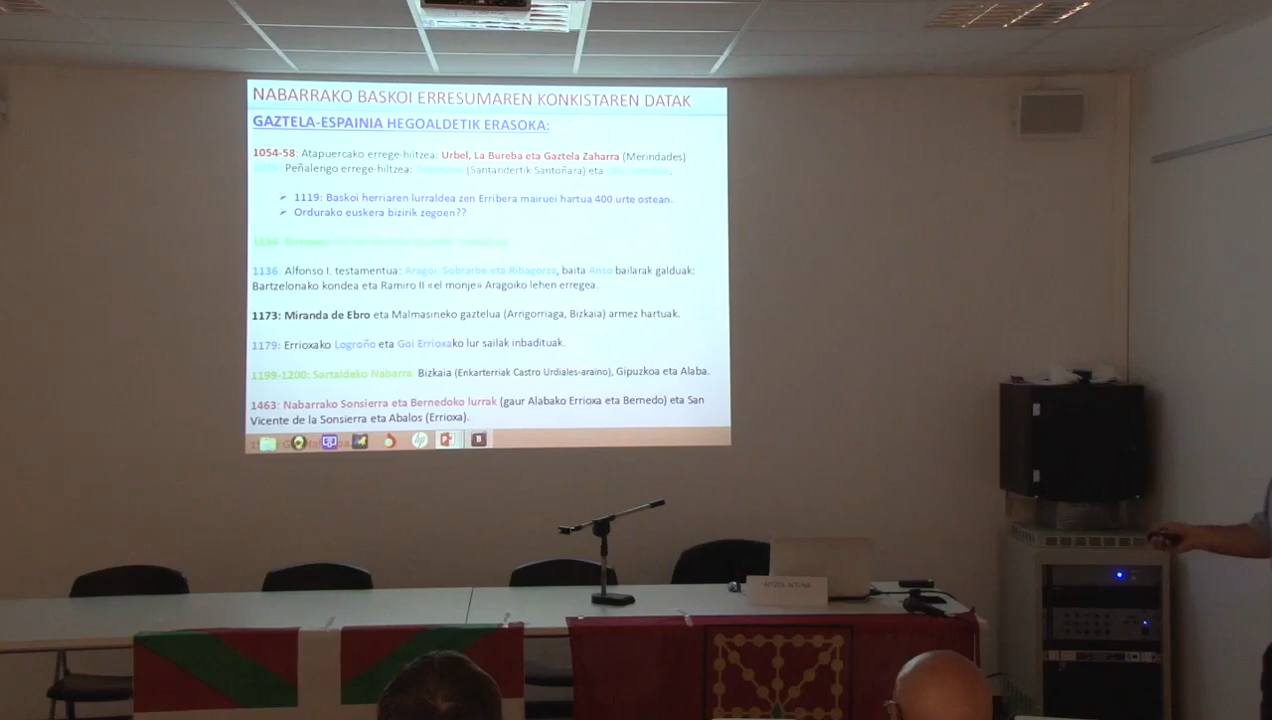 NABARRAKO BASKOI ERRESUMAREN KONKISTAREN DATAK
GAZTELA-ESPAINIA HEGOALDETIK ERASOKA:
1054-58: Atapuercako errege-hiltzea: Urbel, La Bureba eta Gaztela Zaharra (Merindades)
Peñalengo errege-hiltzea: (Santandertik Santoñara) eta
1119: Baskoi herriaren lurraldea zen Erribera mairuei hartua 400 urte ostean.
Ordurako euskera bizirik zegoen??
1136: Alfonso I. testamentua: Aragoi, Sobrarbe eta Ribagorza, baita Anso bailarak galduak:
Bartzelonako kondea eta Ramiro II «el monje» Aragoiko lehen erregea.
1173: Miranda de Ebro eta Malmasineko gaztelua (Arrigorriaga, Bizkaia) armez hartuak.
1179: Errioxako Logroño eta Goi Errioxako lur sailak inbadituak.
1199-1200: Sartaldeko Nabarra: Bizkaia (Enkarterriak Castro Urdiales-araino), Gipuzkoa eta Alaba.
1463: Nabarrako Sonsierra eta Bernedoko lurrak (gaur Alabako Errioxa eta Bernedo) eta San
Vicente de la Sonsierra eta Abalos (Errioxa).
hp
B
AITZOL ALTUNA